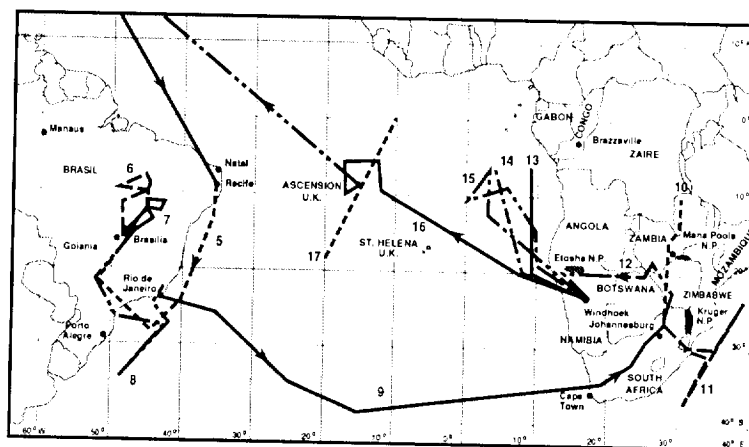 10°N
0°
Manaus
BRASIL
Natal
Recife
6
7
Goiania
Brasilia
5
Rio de
Janeiro
Porto
Alegre
8
ASCENSION
U.K.
16
ST. HELENA
U.K.
17
9
15
14
13
GABON
CONGO
Brazzaville
ZAIRE
ANGOLA
ZAMBIA
10
Mana Pools
N.P.
MOZAMBIQUE
Etosha N.P.
12
BOTSWANA
ZIMBABWE
Windhoek
Kruger
N.P.
Johannesburg
NAMIBIA
SOUTH
AFRICA
Cape
Town
11
30°
40°S
60°W
50°
40°
30°
20°
10°
0°
10°
20°
30°
40°E